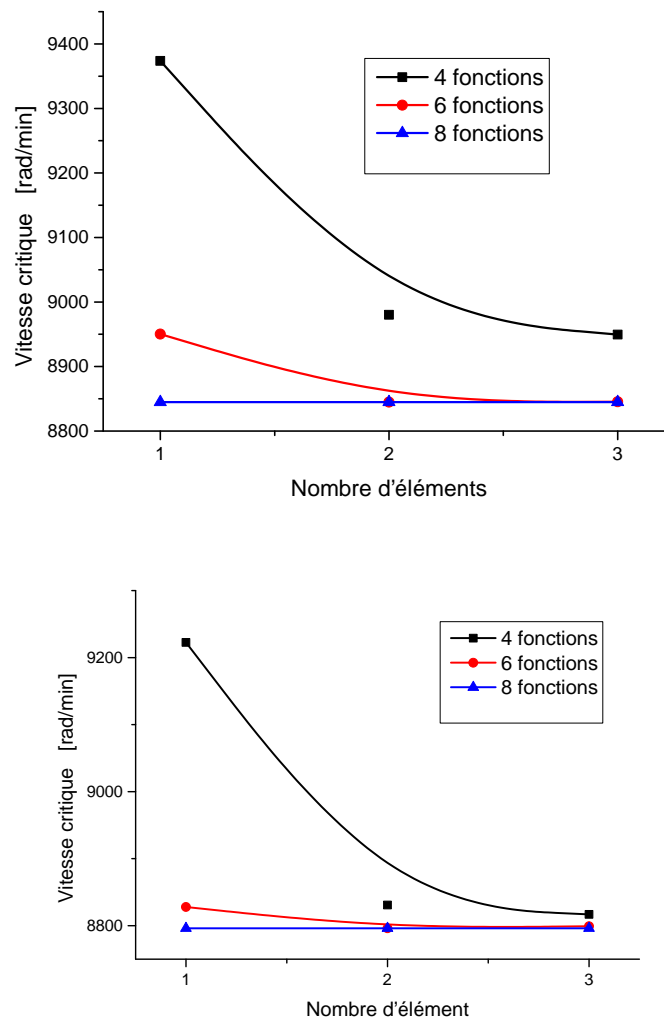 9400
9300
9200
9100
9000
8900
8800
Vitesse critique [rad/min]
4 fonctions
6 fonctions
8 fonctions
1
2
3
Nombre d'éléments
9200
9000
8800
Vitesse critique [rad/min]
4 fonctions
6 fonctions
8 fonctions
1
2
3
Nombre d'élément